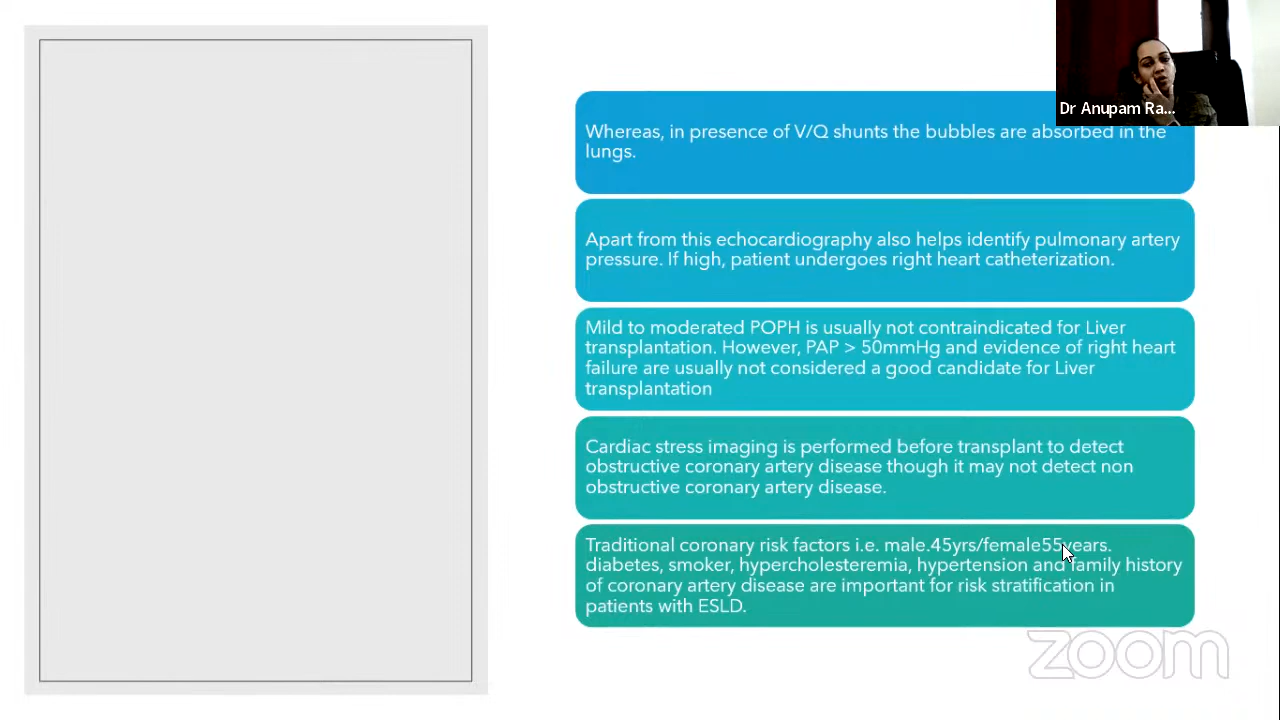 Dr Anupam Ra...
Whereas, in presence of V/Q shunts the bubbles are absorbed in the
lungs.
Apart from this echocardiography also helps identify pulmonary artery
pressure. If high, patient undergoes right heart catheterization.
Mild to moderated POPH is usually not contraindicated for Liver
transplantation. However, PAP > 50mmHg and evidence of right heart
failure are usually not considered a good candidate for Liver
transplantation
Cardiac stress imaging is performed before transplant to detect
obstructive coronary artery disease though it may not detect non
obstructive coronary artery disease.
Traditional coronary risk factors i.e. male.45yrs/female55years.
diabetes, smoker, hypercholesteremia, hypertension and family history
of coronary artery disease are important for risk stratification in
patients with ESLD.
zoom